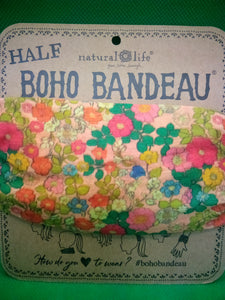 HALF
natural life®
BOHO BANDEAU®
How do you ♥ to wear?
#bohobandeau